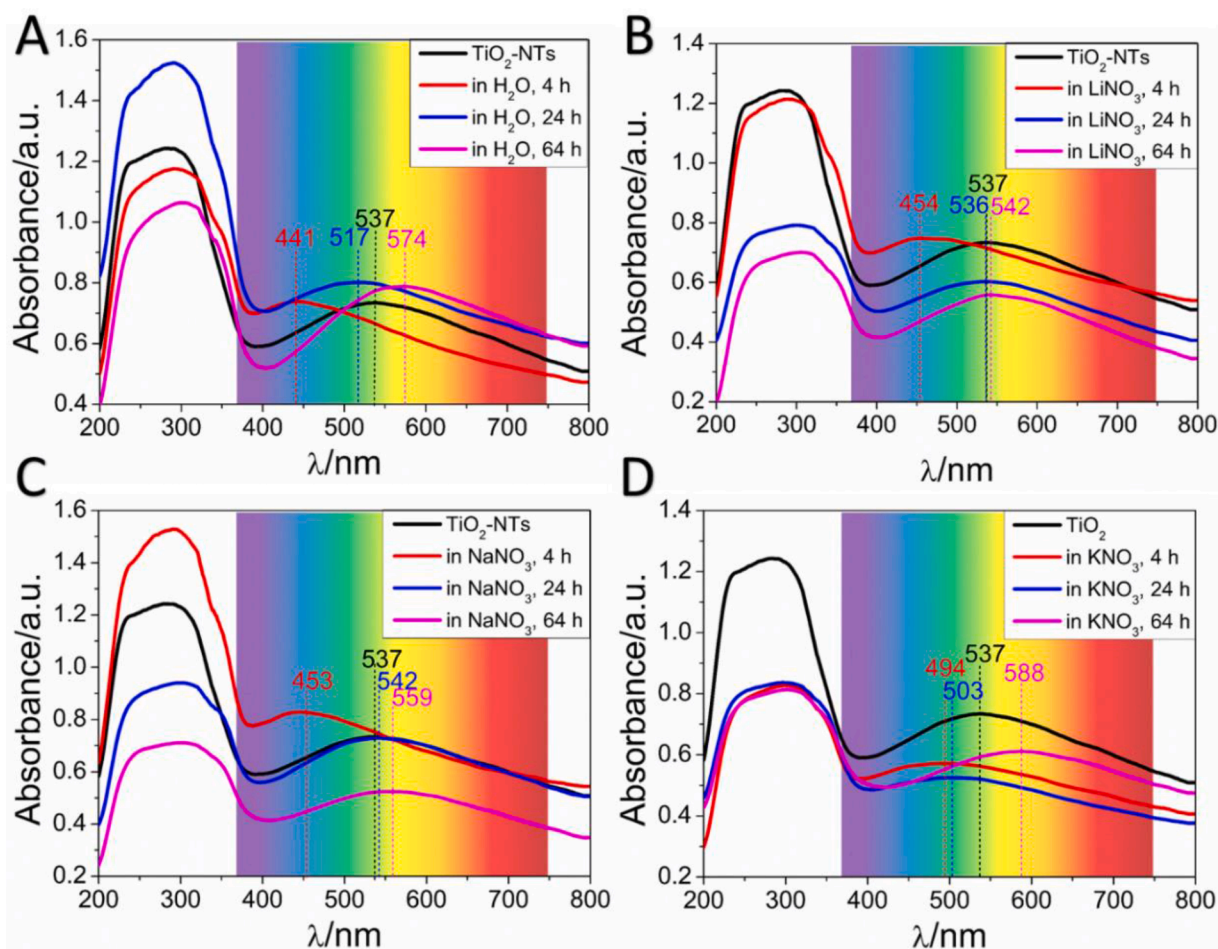 A
Absorbance/a.u.
1.6
1.4
1.2
1.0
0.8
0.6
0.4
TiO2-NTs
in H2O, 4 h
in H2O, 24 h
in H2O, 64 h
537
441
517
574
200 300 400 500 600 700 800
λ/nm
B
Absorbance/a.u.
1.4
1.2
1.0
0.8
0.6
0.4
0.2
TiO2-NTs
in LiNO3, 4 h
in LiNO3, 24 h
in LiNO3, 64 h
537
454
536
542
200 300 400 500 600 700 800
λ/nm
C
Absorbance/a.u.
1.6
1.4
1.2
1.0
0.8
0.6
0.4
0.2
TiO2-NTs
in NaNO3, 4 h
in NaNO3, 24 h
in NaNO3, 64 h
537
453
542
559
200 300 400 500 600 700 800
λ/nm
D
Absorbance/a.u.
1.6
1.4
1.2
1.0
0.8
0.6
0.4
0.2
TiO2
in KNO3, 4 h
in KNO3, 24 h
in KNO3, 64 h
494
537
588
503
200 300 400 500 600 700 800
λ/nm